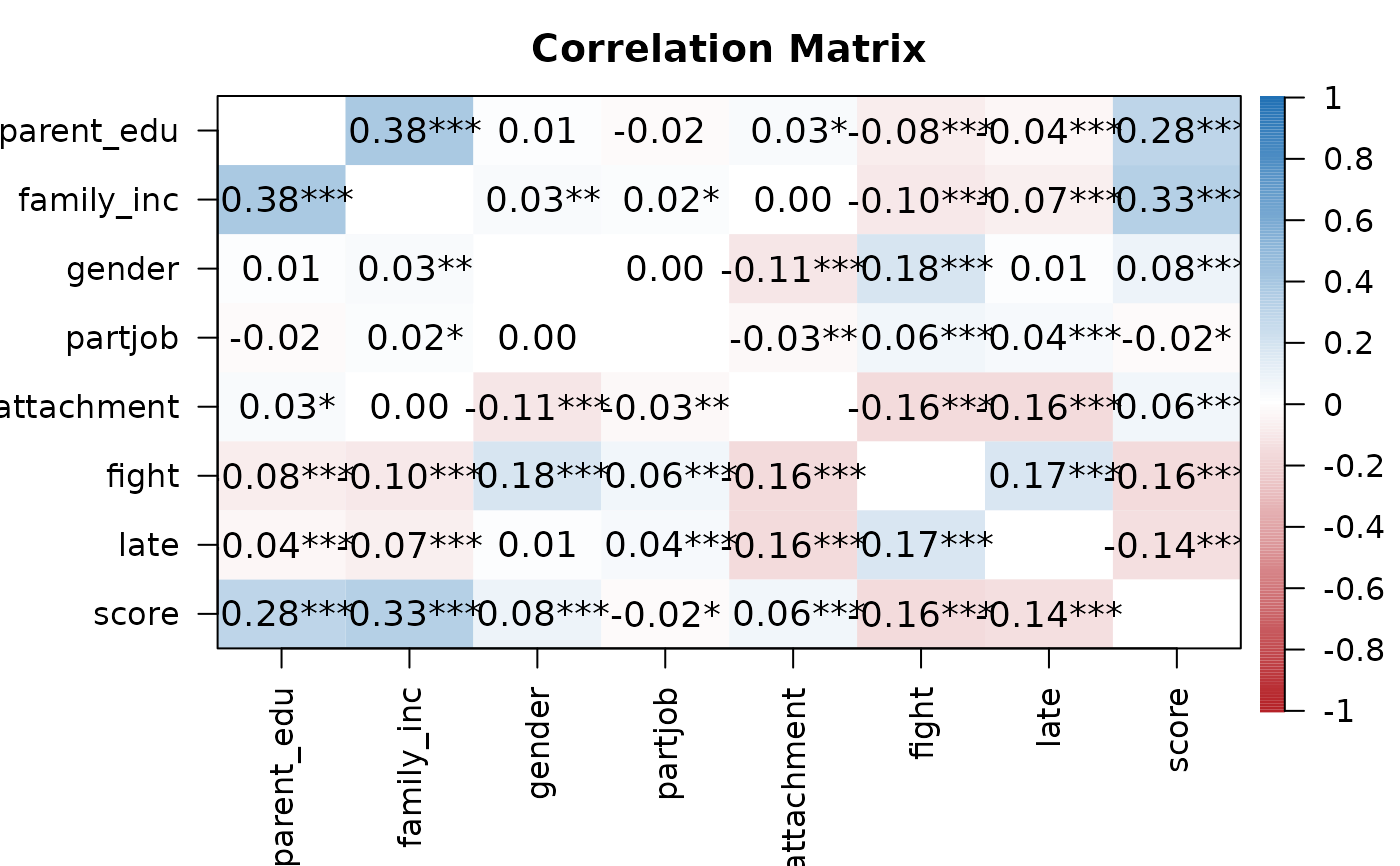 Correlation Matrix
parent_edu 0.38*** 0.01 -0.02 0.03* -0.08*** -0.04*** 0.28***
family_inc 0.38*** 0.03** 0.02* 0.00 -0.10*** -0.07*** 0.33***
gender 0.01 0.03** 0.00 -0.11*** 0.18*** 0.01 0.08***
partjob -0.02 0.02* 0.00 -0.03** 0.06*** 0.04*** -0.02*
attachment 0.03* 0.00 -0.11*** -0.03** -0.16*** -0.16*** 0.06***
fight 0.08*** -0.10*** 0.18*** 0.06*** -0.16*** 0.17*** -0.16***
late 0.04*** -0.07*** 0.01 0.04*** -0.16*** 0.17*** -0.14***
score 0.28*** 0.33*** 0.08*** -0.02* 0.06*** -0.16*** -0.14***
parent_edu family_inc gender partjob attachment fight late score
1
0.8
0.6
0.4
0.2
0
-0.2
-0.4
-0.6
-0.8
-1